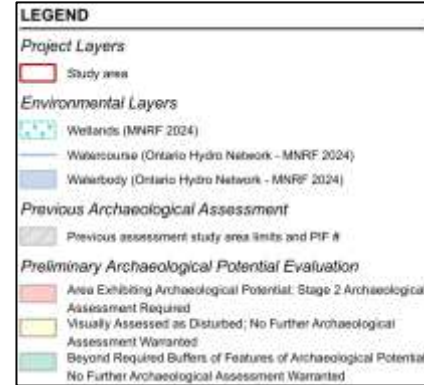 LEGEND
Project Layers
Study area
Environmental Layers
Wetlands (MNRF 2024)
Watercourse (Ontario Hydro Network - MNRF 2024)
Waterbody (Ontario Hydro Network - MNRF 2024)
Previous Archaeological Assessment
Previous assessment study area limits and PIF #
Preliminary Archaeological Potential Evaluation
Area Exhibiting Archaeological Potential: Stage 2 Archaeological
Assessment Required
Visually Assessed as Disturbed; No Further Archaeological
Assessment Warranted
Beyond Required Buffers of Features of Archaeological Potential
No Further Archaeological Assessment Warranted